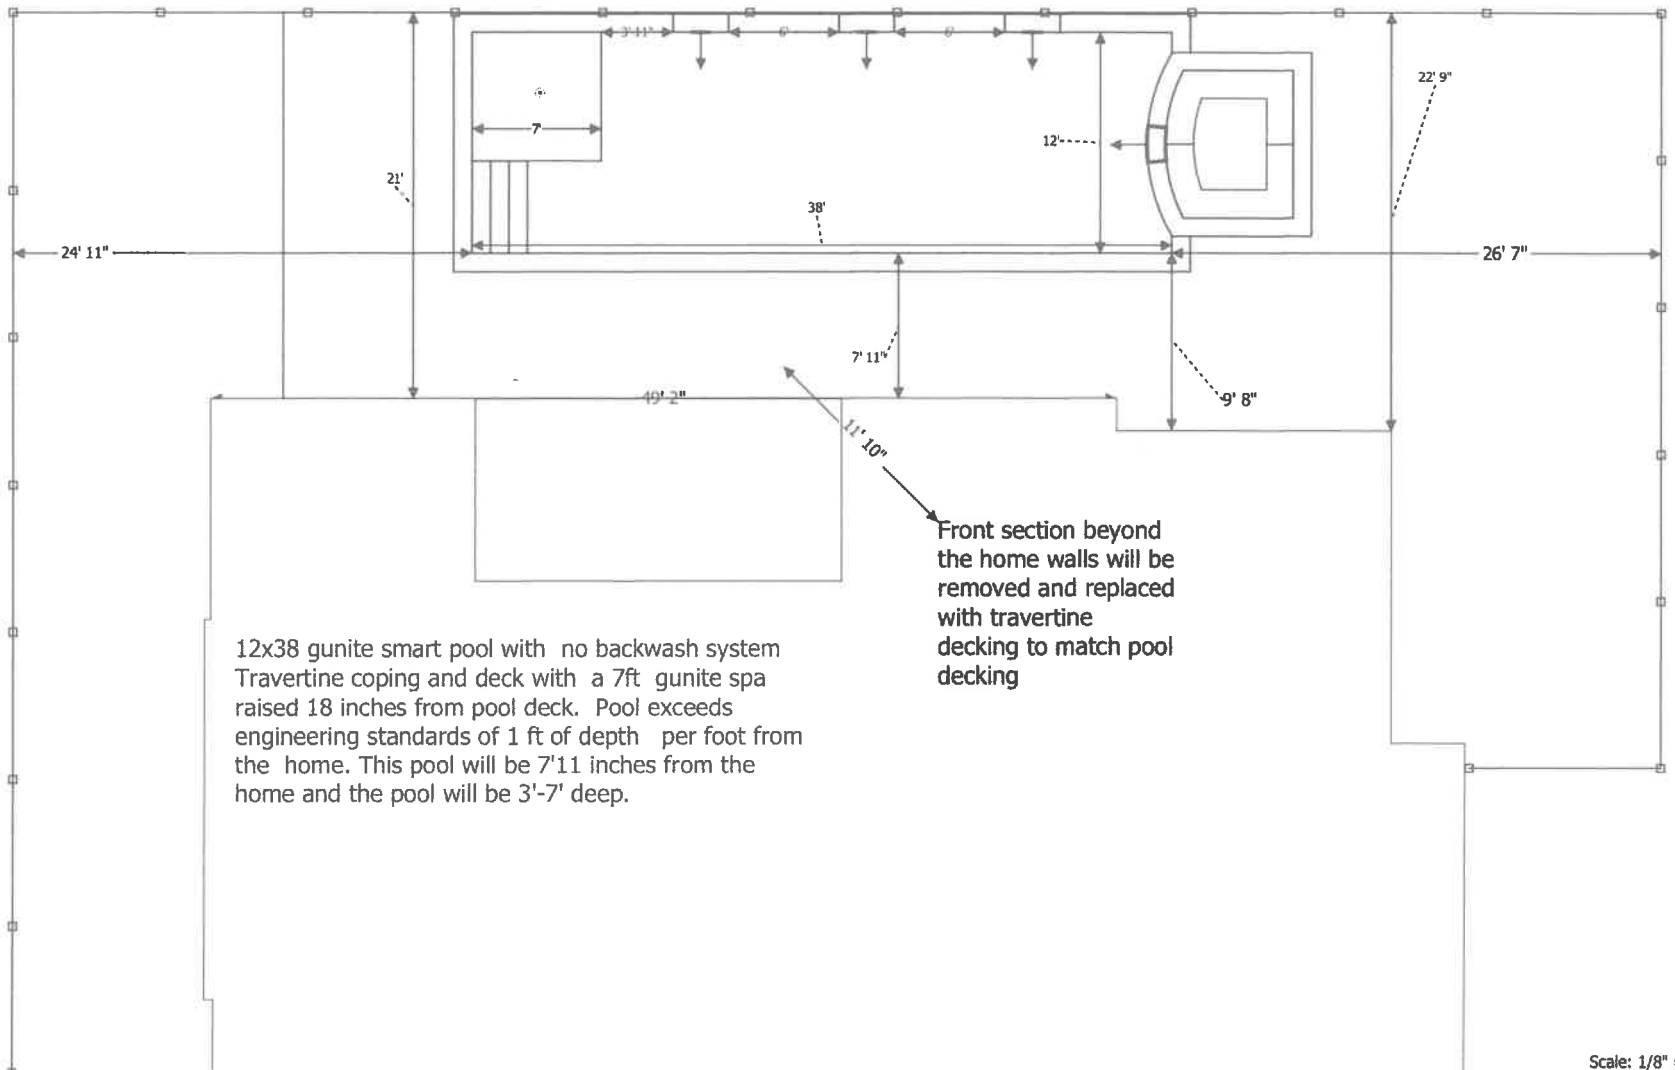 3' 11"
6'
6'
22' 9"
7'
12'
21'
38'
24' 11"
26' 7"
7' 11"
49' 2"
9' 8"
11' 10"
Front section beyond
the home walls will be
removed and replaced
with travertine
decking to match pool
decking
12x38 gunite smart pool with no backwash system
Travertine coping and deck with a 7ft gunite spa
raised 18 inches from pool deck. Pool exceeds
engineering standards of 1 ft of depth per foot from
the home. This pool will be 7'11 inches from the
home and the pool will be 3'-7' deep.
Scale: 1/8"